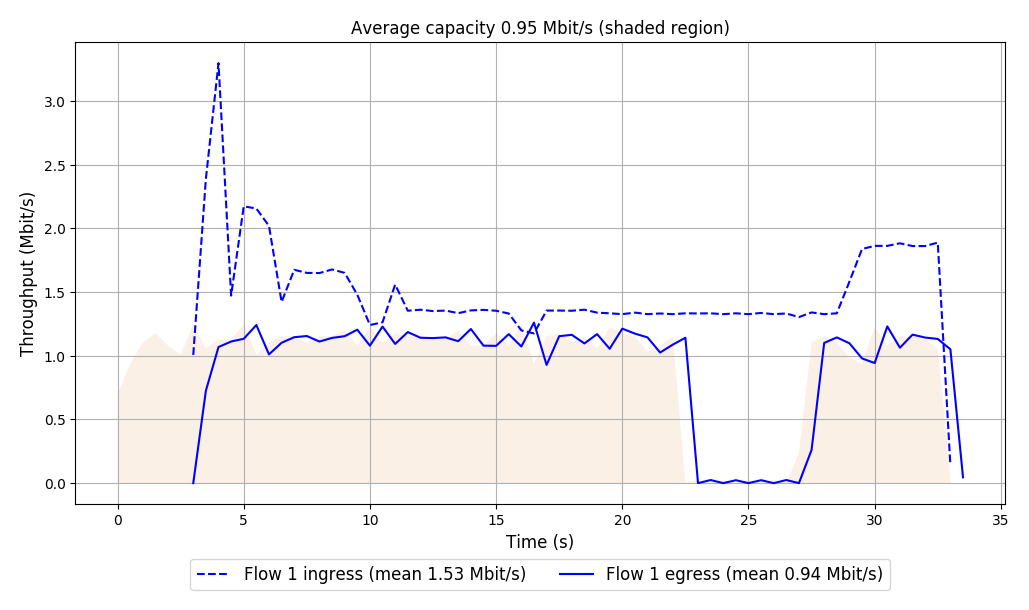 Average capacity 0.95 Mbit/s (shaded region)
Throughput (Mbit/s)
3.0
2.5
2.0
1.5
1.0
0.5
0.0
0 5 10 15 20 25 30 35
Time (s)
Flow 1 ingress (mean 1.53 Mbit/s) Flow 1 egress (mean 0.94 Mbit/s)